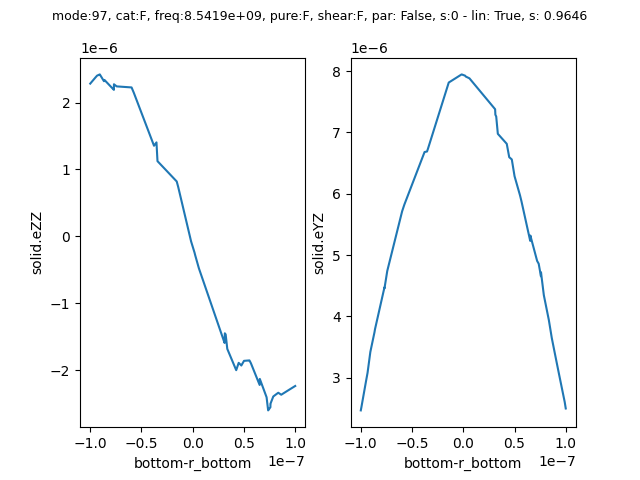 mode:97, cat:F, freq:8.5419e+09, pure:F, shear:F, par: False, s:0 - lin: True, s: 0.9646
1e−6
2
1
0
−1
−2
solid.eZZ
−1.0 −0.5 0.0 0.5 1.0
bottom-r_bottom 1e−7
1e−6
8
7
6
5
4
3
solid.eYZ
−1.0 −0.5 0.0 0.5 1.0
bottom-r_bottom 1e−7